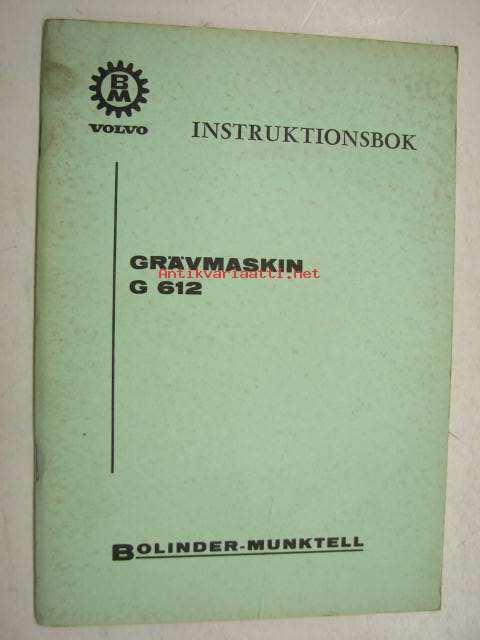 BM
VOLVO
INSTRUKTIONSBOK
GRÄVMASKIN
Antikvariaatti.net
G 612
BOLINDER-MUNKTELL